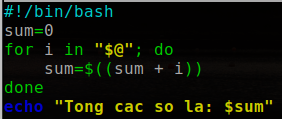 #!/bin/bash
sum=0
for i in "$@"; do
    sum=$((sum + i))
done
echo "Tong cac so la: $sum"